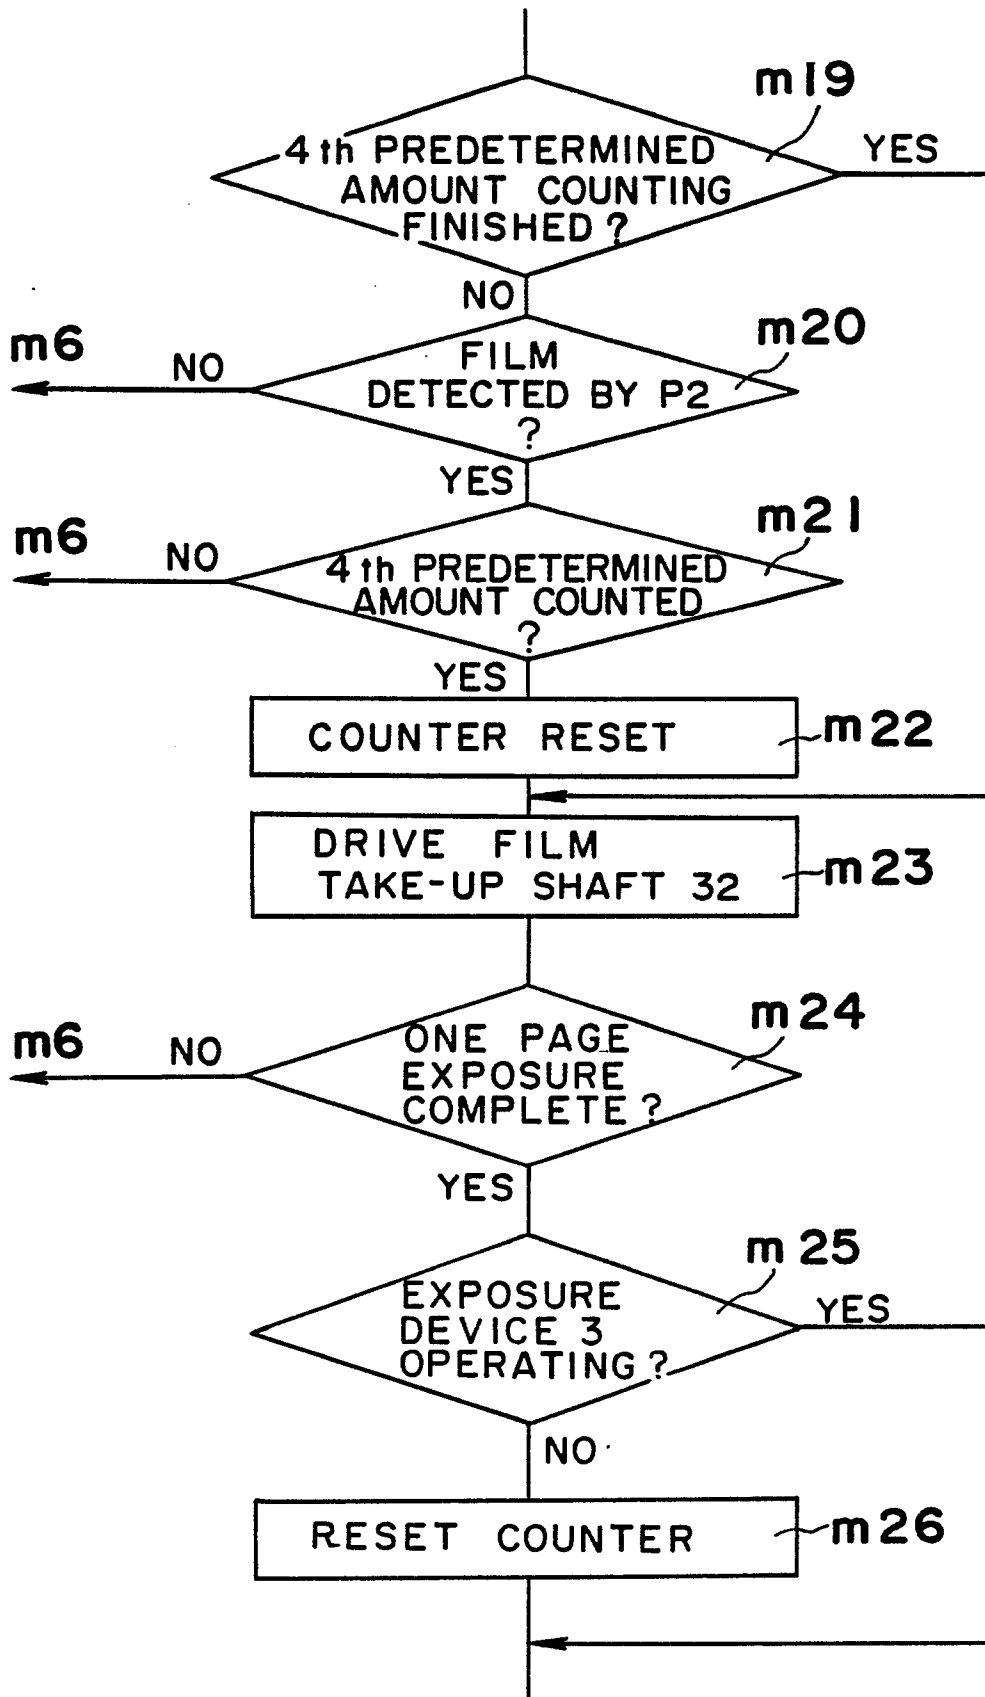 m19
4th PREDETERMINED
YES
AMOUNT COUNTING
FINISHED?
NO
m20
m6
NO
FILM
DETECTED BY P2
?
YES
m21
m6
NO
4th PREDETERMINED
AMOUNT COUNTED
?
YES
COUNTER RESET
m22
DRIVE FILM
TAKE-UP SHAFT 32
m23
m24
m6
NO
ONE PAGE
EXPOSURE
COMPLETE?
YES
m25
EXPOSURE
YES
DEVICE 3
OPERATING?
NO
RESET COUNTER
m26